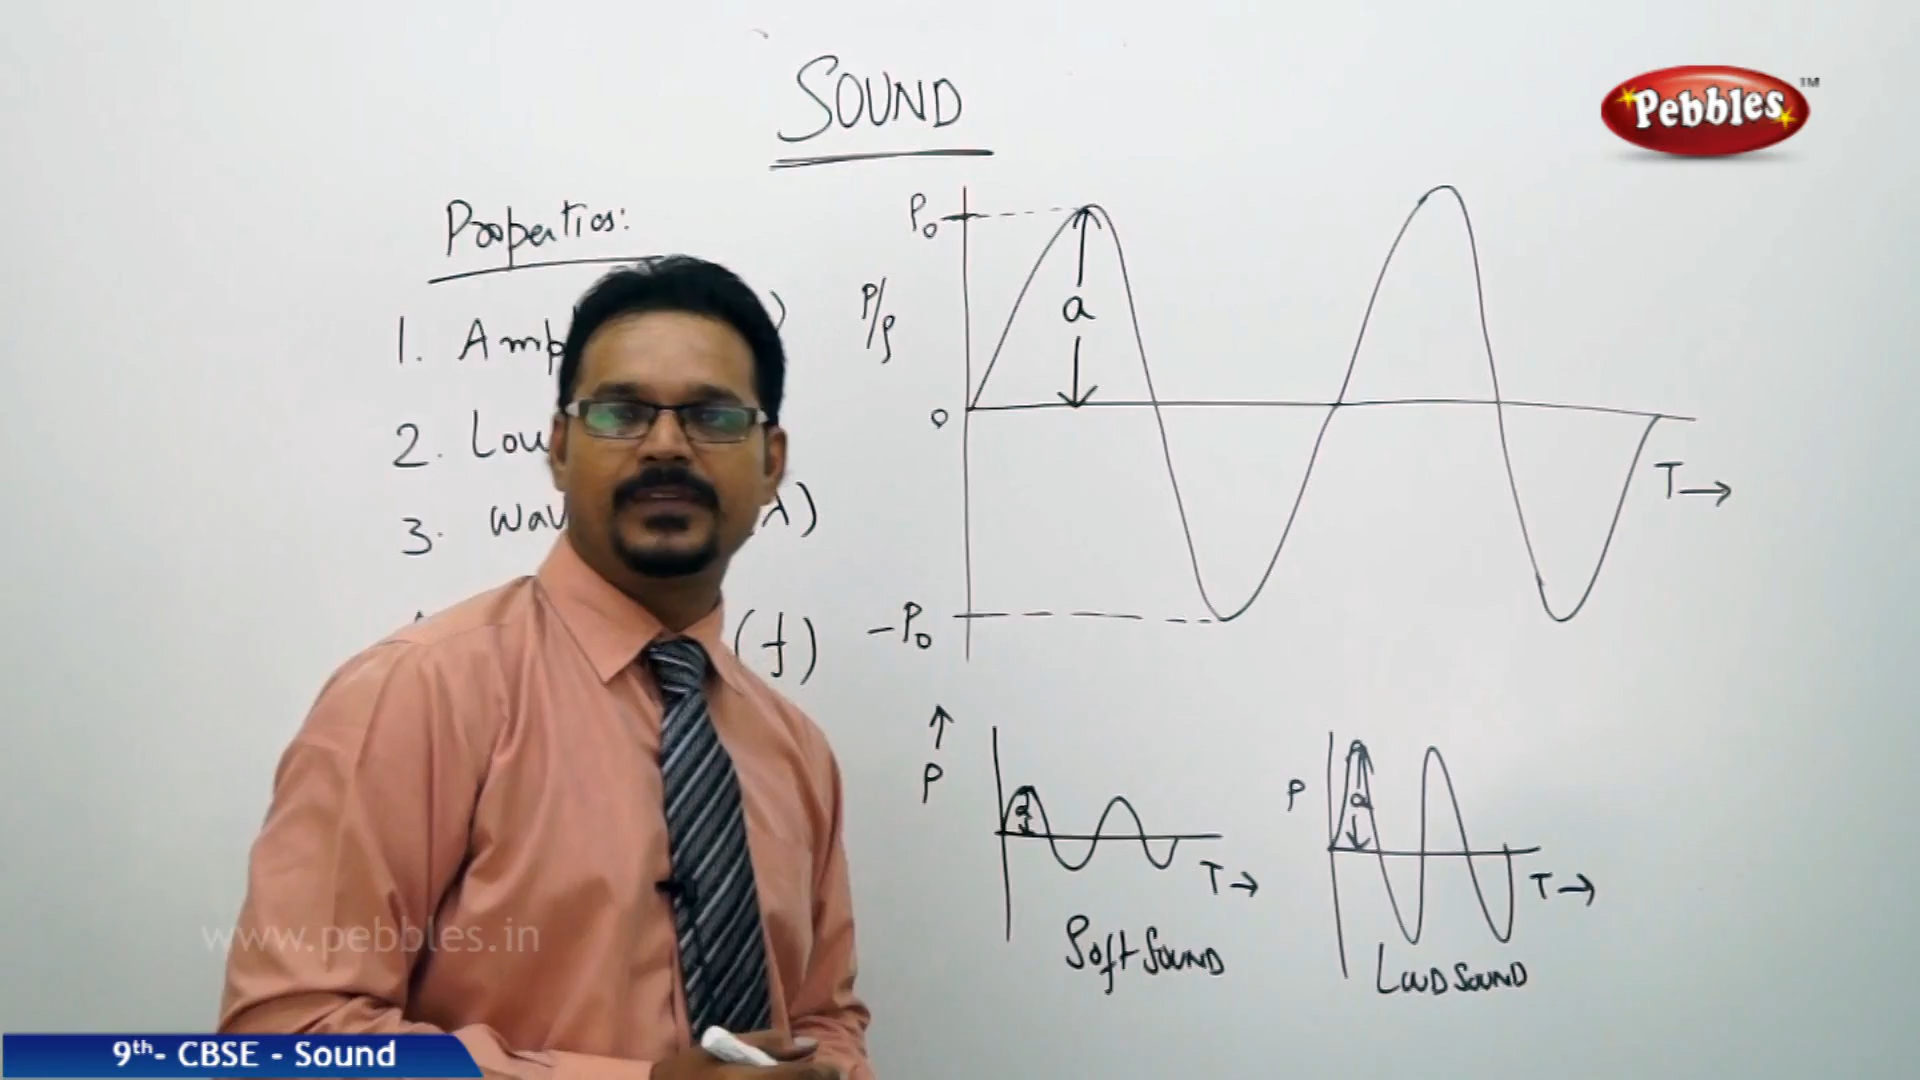 SOUND
Pebbles™
Properties:
1. Amp )
2. Lou
3. Wav (λ)
(f)
P₀
P/ρ
a
0
T→
-P₀
↑
P
a
T→
Soft SOUND
P
a
T→
LOUD SOUND
www.pebbles.in
9th- CBSE - Sound